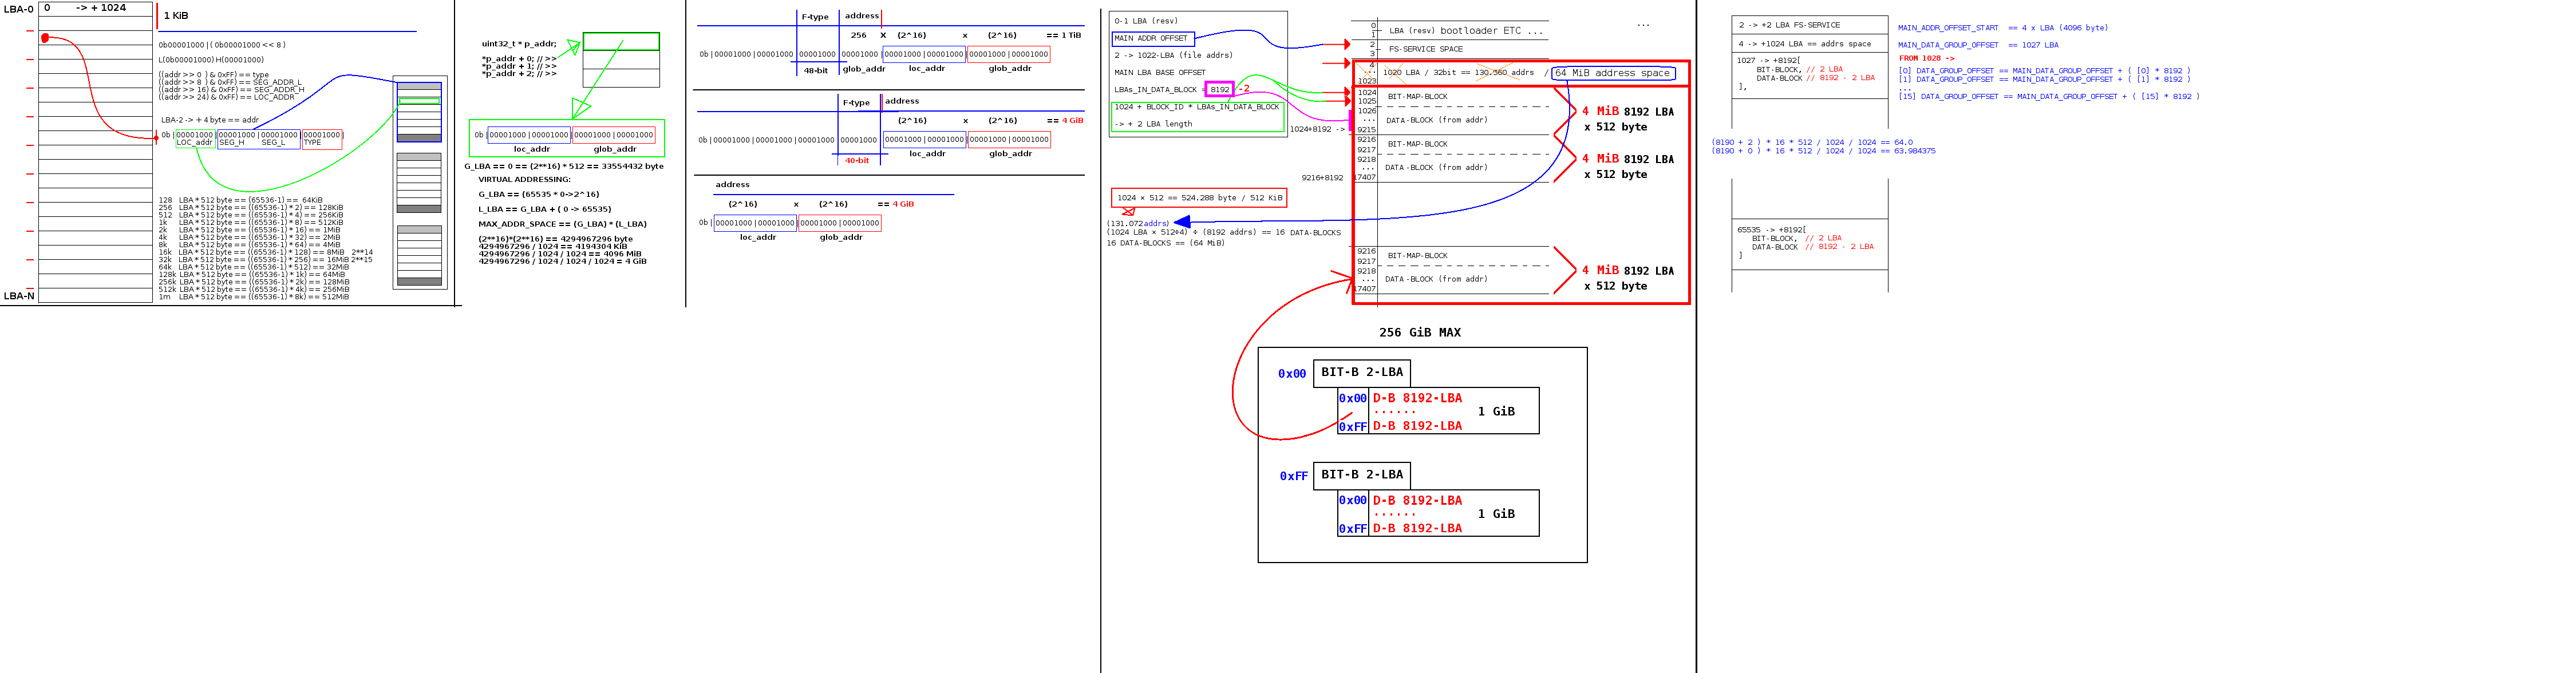 LBA-0
0 -> + 1024
1 KiB
0b00001000 | ( 0b00001000 << 8 )
L(0b00001000) H(00001000)
((addr >> 0 ) & 0xFF) == type
((addr >> 8 ) & 0xFF) == SEG_ADDR_L
((addr >> 16) & 0xFF) == SEG_ADDR_H
((addr >> 24) & 0xFF) == LOC_ADDR
LBA-2 -> + 4 byte == addr
0b | 00001000 | 00001000 | 00001000 | 00001000 |
LOC_addr SEG_H SEG_L TYPE
128 LBA * 512 byte == (65536-1) == 64KiB
256 LBA * 512 byte == ((65536-1) * 2) == 128KiB
512 LBA * 512 byte == ((65536-1) * 4) == 256KiB
1k LBA * 512 byte == ((65536-1) * 8) == 512KiB
2k LBA * 512 byte == ((65536-1) * 16) == 1MiB
4k LBA * 512 byte == ((65536-1) * 32) == 2MiB
8k LBA * 512 byte == ((65536-1) * 64) == 4MiB
16k LBA * 512 byte == ((65536-1) * 128) == 8MiB 2**14
32k LBA * 512 byte == ((65536-1) * 256) == 16MiB 2**15
64k LBA * 512 byte == ((65536-1) * 512) == 32MiB
128k LBA * 512 byte == ((65536-1) * 1k) == 64MiB
256k LBA * 512 byte == ((65536-1) * 2k) == 128MiB
512k LBA * 512 byte == ((65536-1) * 4k) == 256MiB
1m LBA * 512 byte == ((65536-1) * 8k) == 512MiB
LBA-N
uint32_t * p_addr;
*p_addr + 0; // >>
*p_addr + 1; // >>
*p_addr + 2; // >>
0b | 00001000 | 00001000 | 00001000 | 00001000
loc_addr glob_addr
G_LBA == 0 == (2**16) * 512 == 33554432 byte
VIRTUAL ADDRESSING:
G_LBA == (65535 * 0->2^16)
L_LBA == G_LBA + ( 0 -> 65535)
MAX_ADDR_SPACE == (G_LBA) * (L_LBA)
(2**16)*(2**16) == 4294967296 byte
4294967296 / 1024 == 4194304 KiB
4294967296 / 1024 / 1024 == 4096 MiB
4294967296 / 1024 / 1024 / 1024 = 4 GiB
F-type address
256 X (2^16) x (2^16) == 1 TiB
0b | 00001000 | 00001000 | 00001000 | 00001000 | 00001000 | 00001000 | 00001000 | 00001000
48-bit glob_addr loc_addr glob_addr
F-type address
(2^16) x (2^16) == 4 GiB
0b | 00001000 | 00001000 | 00001000 | 00001000 | 00001000 | 00001000 | 00001000 | 00001000
40-bit loc_addr glob_addr
address
(2^16) x (2^16) == 4 GiB
0b | 00001000 | 00001000 | 00001000 | 00001000
loc_addr glob_addr
0-1 LBA (resv)
MAIN ADDR OFFSET
2 -> 1022-LBA (file addrs)
MAIN LBA BASE OFFSET
LBAs_IN_DATA_BLOCK = 8192 -2
1024 + BLOCK_ID * LBAs_IN_DATA_BLOCK
-> + 2 LBA length
1024+8192 ->
9216+8192
1024 × 512 == 524.288 byte / 512 KiB
(131.072 addrs)
(1024 LBA × 512÷4) ÷ (8192 addrs) == 16 DATA-BLOCKS
16 DATA-BLOCKS == (64 MiB)
...
0
1
LBA (resv) bootloader ETC ...
2
3
FS-SERVICE SPACE
4
...
1023
1020 LBA / 32bit == 130.560 addrs / 64 MiB address space
1024
1025
BIT-MAP-BLOCK
1026
...
9215
DATA-BLOCK (from addr)
4 MiB 8192 LBA
x 512 byte
9216
9217
BIT-MAP-BLOCK
9218
...
17407
DATA-BLOCK (from addr)
4 MiB 8192 LBA
x 512 byte
9216
9217
BIT-MAP-BLOCK
9218
...
17407
DATA-BLOCK (from addr)
4 MiB 8192 LBA
x 512 byte
256 GiB MAX
0x00 BIT-B 2-LBA
0x00 D-B 8192-LBA
...... 1 GiB
0xFF D-B 8192-LBA
0xFF BIT-B 2-LBA
0x00 D-B 8192-LBA
...... 1 GiB
0xFF D-B 8192-LBA
2 -> +2 LBA FS-SERVICE
4 -> +1024 LBA == addrs space
1027 -> +8192[
BIT-BLOCK, // 2 LBA
DATA-BLOCK // 8192 - 2 LBA
],
(8190 + 2 ) * 16 * 512 / 1024 / 1024 == 64.0
(8190 + 0 ) * 16 * 512 / 1024 / 1024 == 63.984375
65535 -> +8192[
BIT-BLOCK, // 2 LBA
DATA-BLOCK // 8192 - 2 LBA
]
MAIN_ADDR_OFFSET_START == 4 x LBA (4096 byte)
MAIN_DATA_GROUP_OFFSET == 1027 LBA
FROM 1028 ->
[0] DATA_GROUP_OFFSET == MAIN_DATA_GROUP_OFFSET + ( [0] * 8192 )
[1] DATA_GROUP_OFFSET == MAIN_DATA_GROUP_OFFSET + ( [1] * 8192 )
...
[15] DATA_GROUP_OFFSET == MAIN_DATA_GROUP_OFFSET + ( [15] * 8192 )